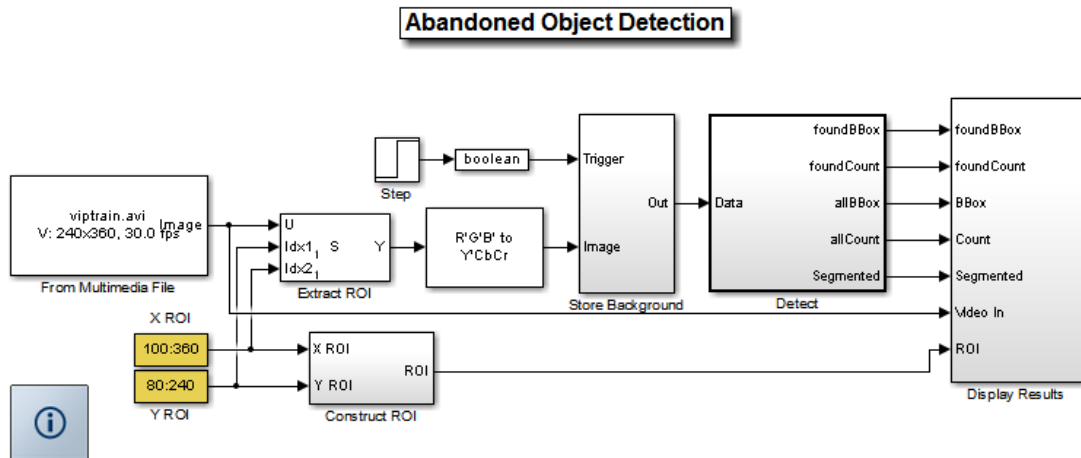 Abandoned Object Detection
viptrain.avi
V: 240x360, 30.0 fps
Image
From Multimedia File
X ROI
100:360
80:240
Y ROI
Step
boolean
U
Idx1 1 S Y
Idx2 1
Extract ROI
R'G'B' to
Y'CbCr
X ROI
Y ROI
ROI
Construct ROI
Trigger
Image
Out
Store Background
Data
foundBBox
foundCount
allBBox
allCount
Segmented
Detect
foundBBox
foundCount
BBox
Count
Segmented
Video In
ROI
Display Results